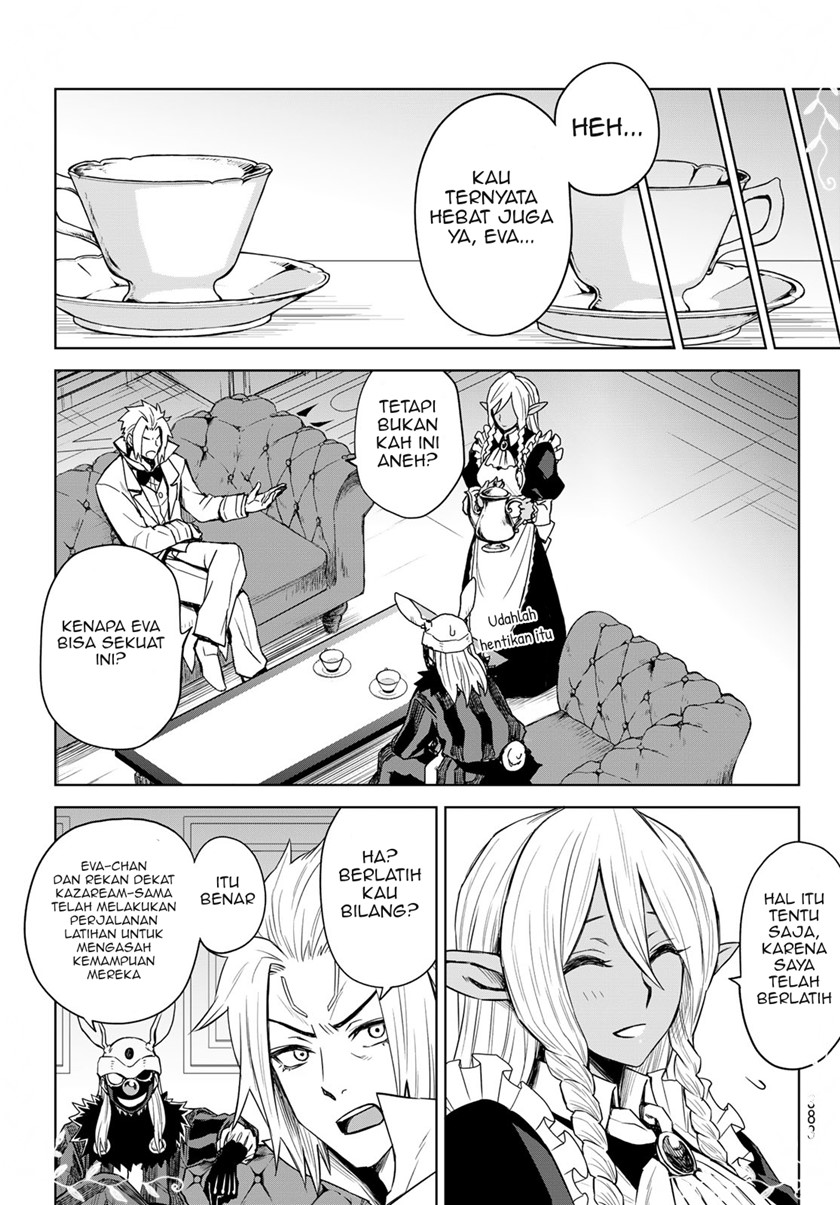 HEH...
KAU
TERNYATA
HEBAT JUGA
YA, EVA...
TETAPI
BUKAN
KAH INI
ANEH?
KENAPA EVA
BISA SEKUAT
INI?
Udahlah
hentikan itu
HAL ITU
TENTU
SAJA,
KARENA
SAYA
TELAH
BERLATIH
HA?
BERLATIH
KAU
BILANG?
ITU
BENAR
EVA-CHAN
DAN REKAN DEKAT
KAZAREAM-SAMA
TELAH MELAKUKAN
PERJALANAN
LATIHAN UNTUK
MENGASAH
KEMAMPUAN
MEREKA